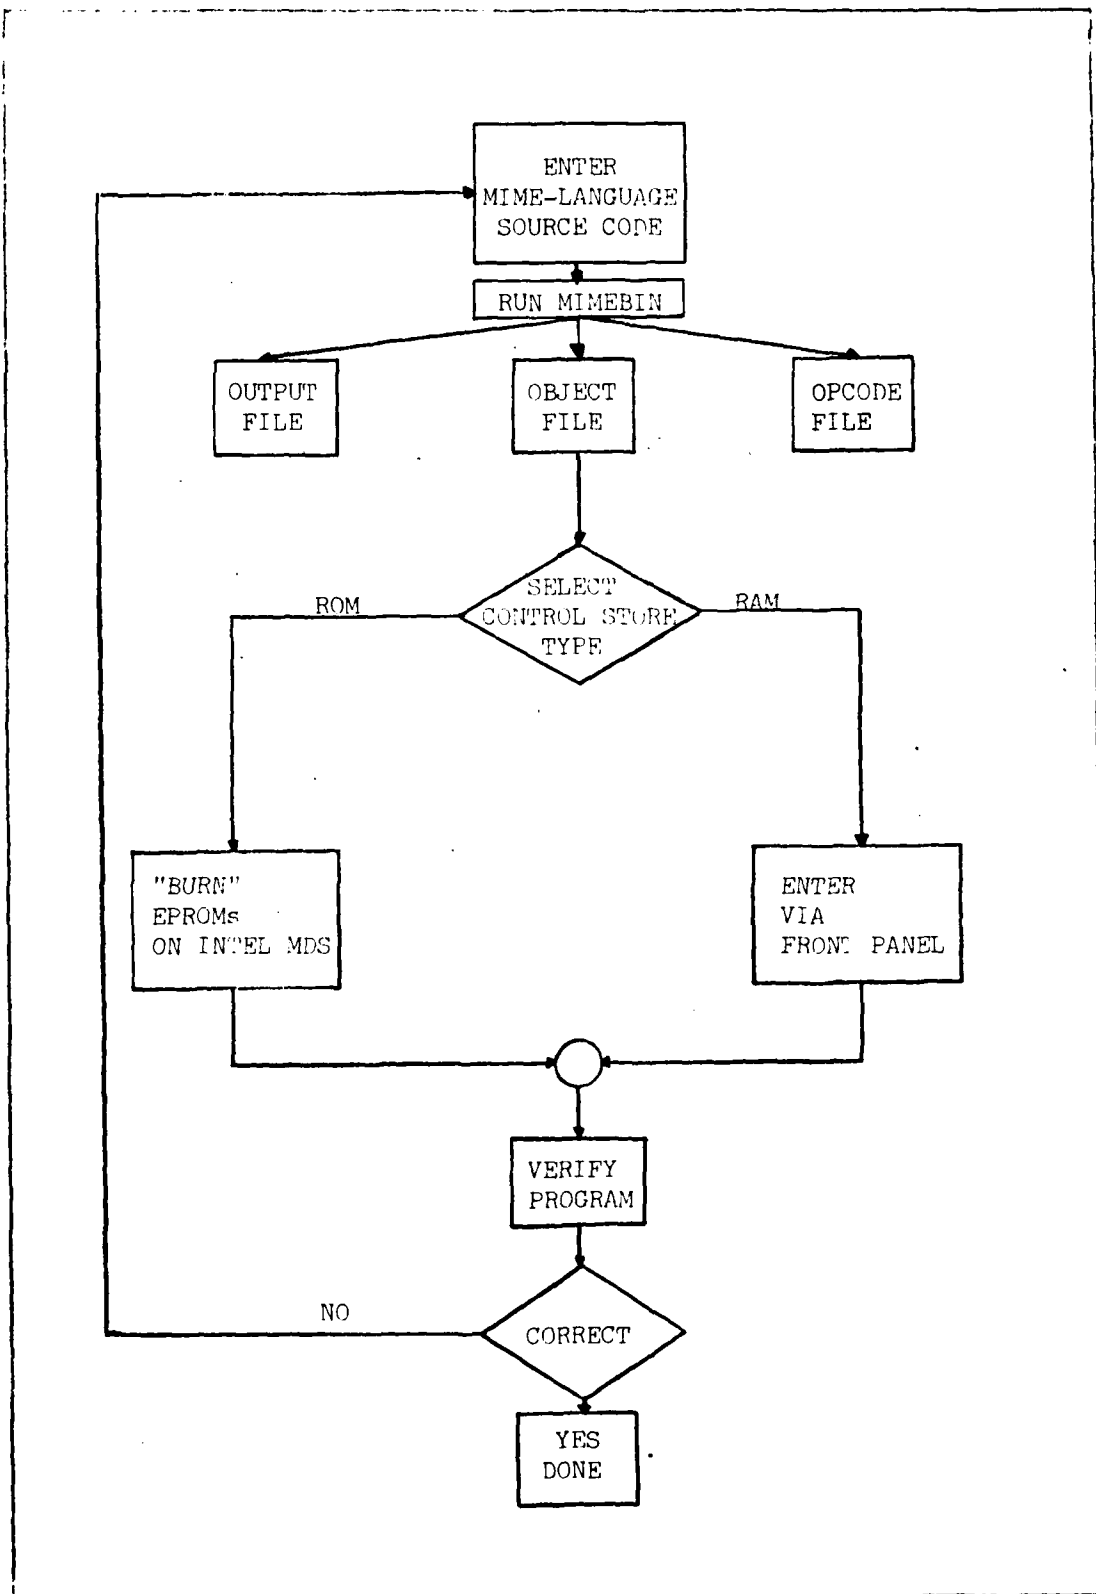 ENTER
MIME-LANGUAGE
SOURCE CODE
RUN MIMEBIN
OUTPUT
FILE
OBJECT
FILE
OPCODE
FILE
SELECT
CONTROL STORE
TYPE
ROM
RAM
"BURN"
EPROMs
ON INTEL MDS
ENTER
VIA
FRONT PANEL
VERIFY
PROGRAM
NO
CORRECT
YES
DONE